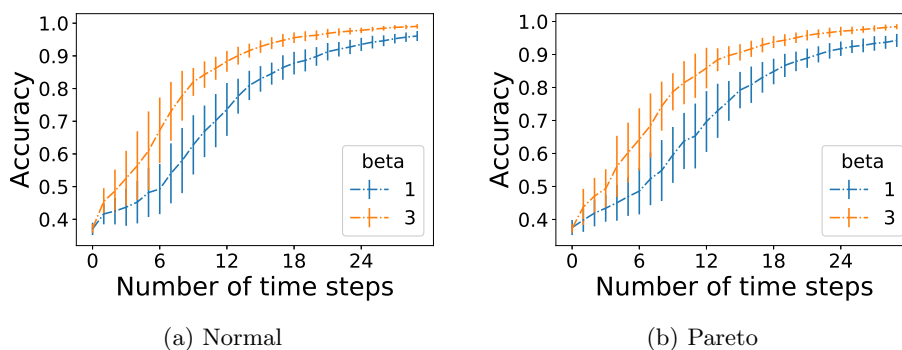 1.0
0.9
0.8
0.7
0.6
0.5
0.4
Accuracy
beta
1
3
0 6 12 18 24
Number of time steps
(a) Normal
1.0
0.9
0.8
0.7
0.6
0.5
0.4
Accuracy
beta
1
3
0 6 12 18 24
Number of time steps
(b) Pareto